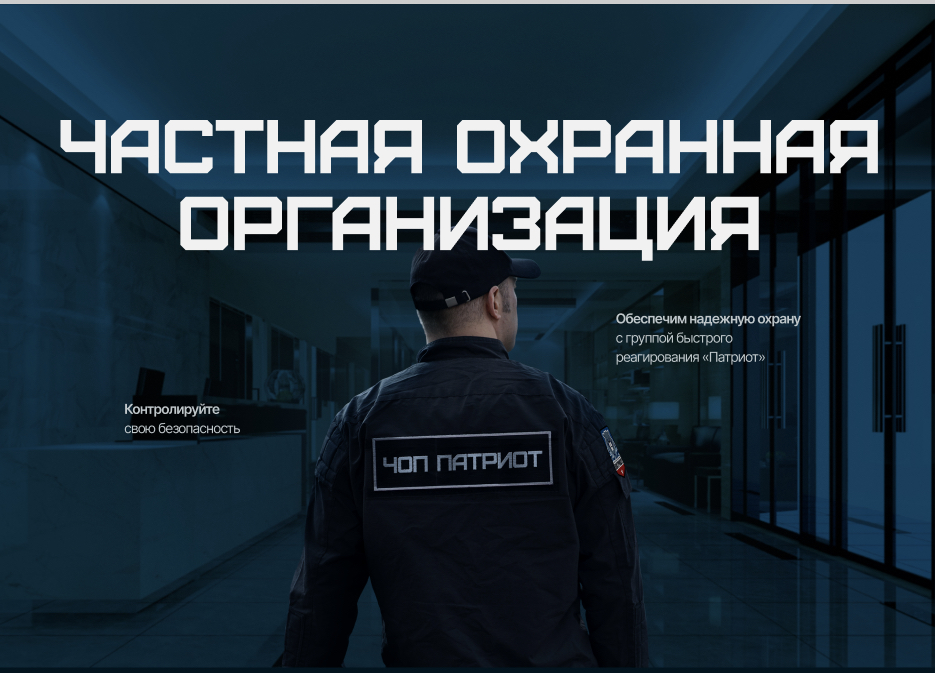 ЧАСТНАЯ ОХРАННАЯ
ОРГАНИЗАЦИЯ
Обеспечим надежную охрану
с группой быстрого
реагирования «Патриот»
Контролируйте
свою безопасность
ЧОП ПАТРИОТ